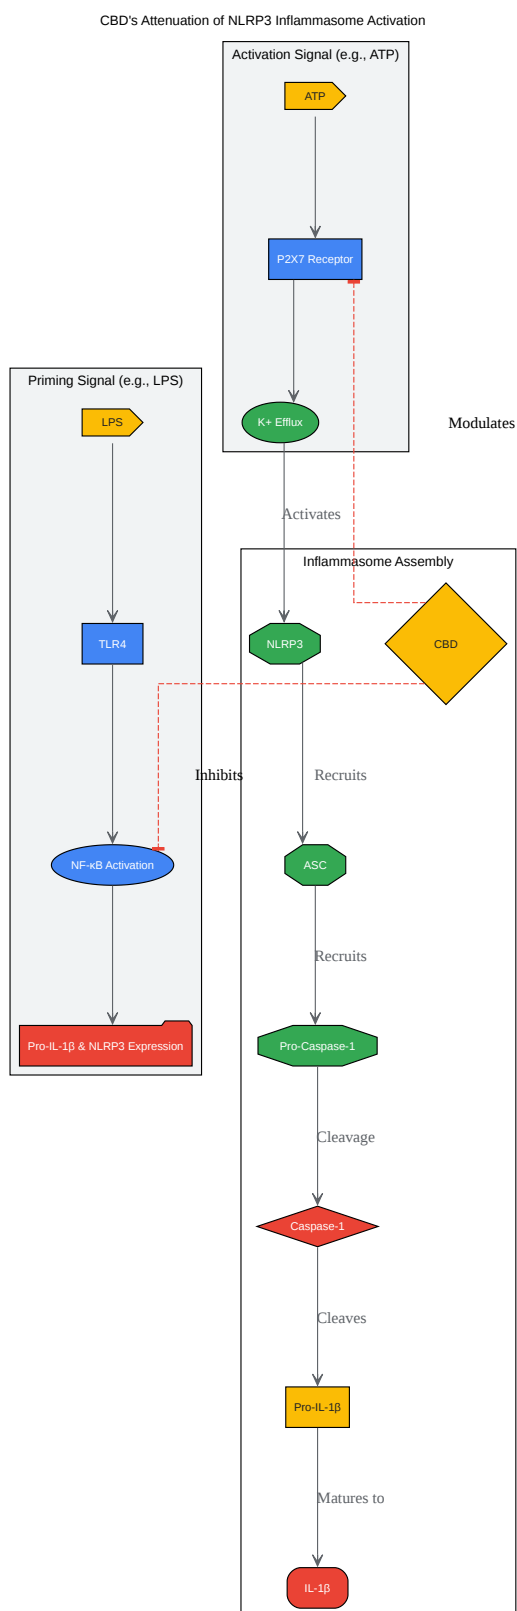 CBD's Attenuation of NLRP3 Inflammasome Activation
Activation Signal (e.g., ATP)
ATP
P2X7 Receptor
K+ Efflux
Priming Signal (e.g., LPS)
LPS
TLR4
NF-κB Activation
Pro-IL-1β & NLRP3 Expression
Modulates
Activates
Inhibits
Inflammasome Assembly
CBD
NLRP3
Recruits
ASC
Recruits
Pro-Caspase-1
Cleavage
Caspase-1
Cleaves
Pro-IL-1β
Matures to
IL-1β